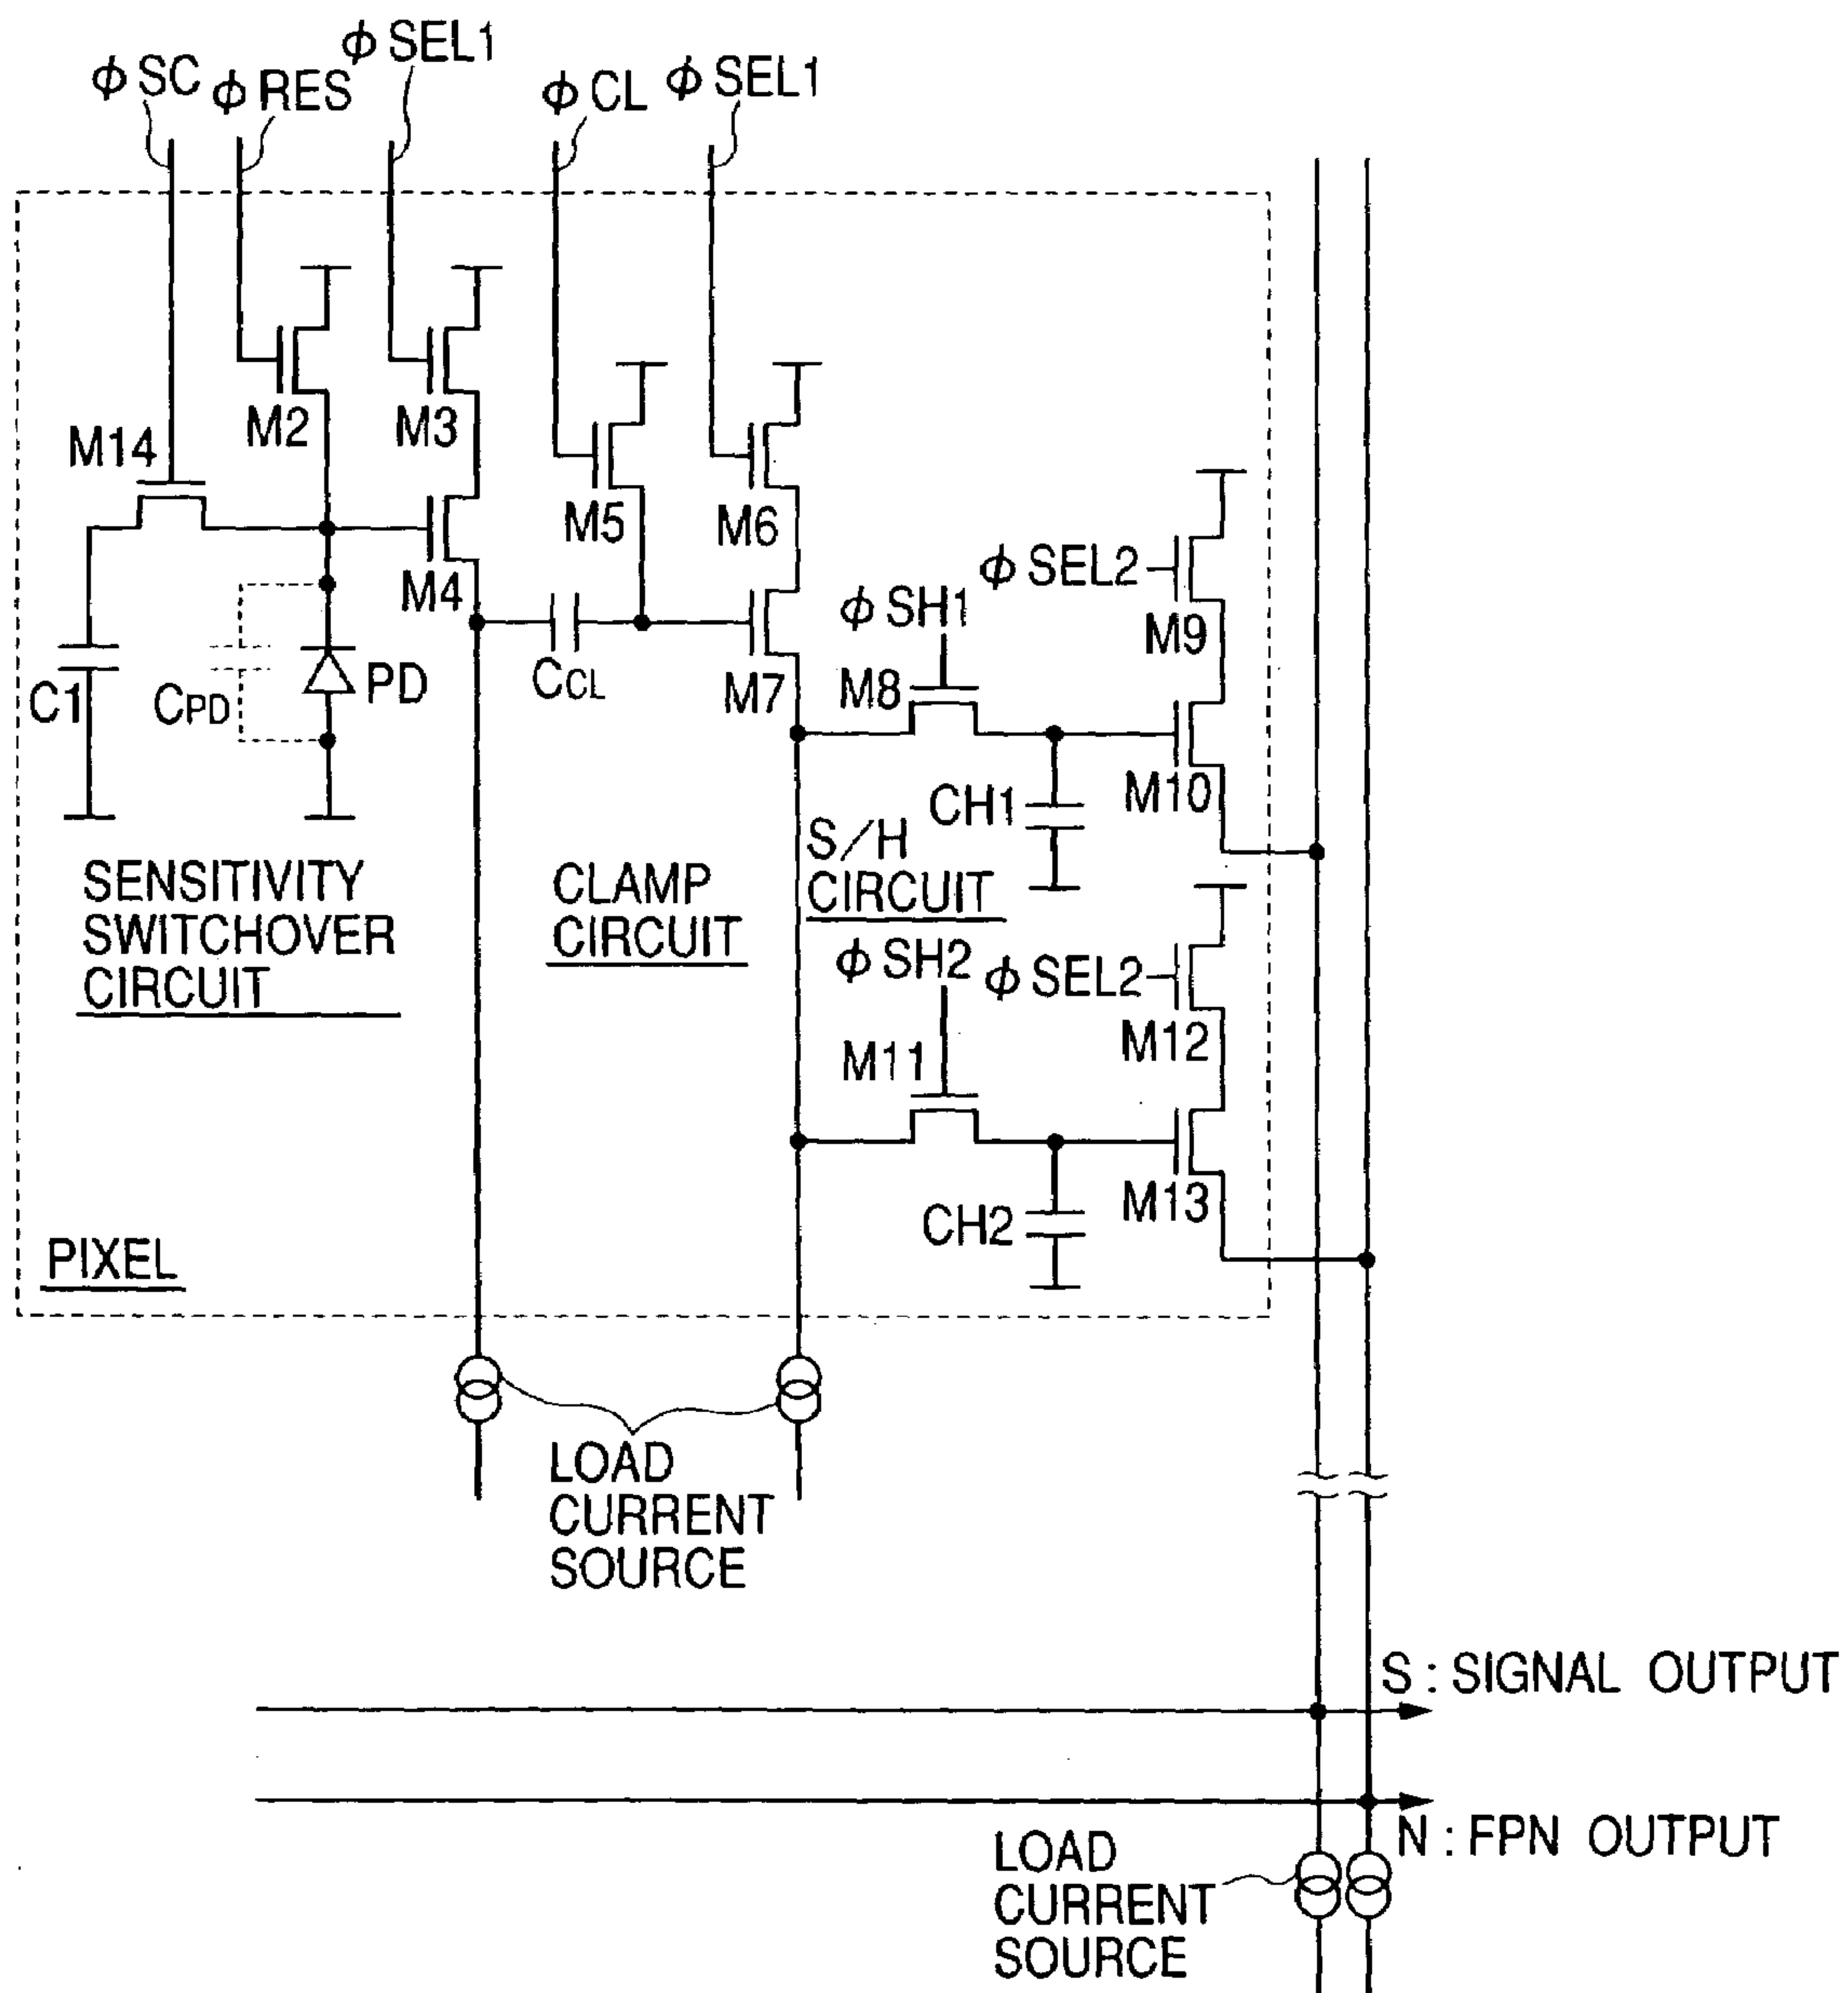 ϕSC
ϕRES
ϕSEL1
ϕCL
ϕSEL1
M14
M2
M3
M5
M6
M4
ϕSEL2
M9
ϕSH1
C1
CPD
PD
CCL
M7
M8
M10
CH1
S/H
CIRCUIT
SENSITIVITY
SWITCHOVER
CIRCUIT
CLAMP
CIRCUIT
ϕSH2
ϕSEL2
M12
M11
M13
CH2
PIXEL
LOAD
CURRENT
SOURCE
S : SIGNAL OUTPUT
N : FPN OUTPUT
LOAD
CURRENT
SOURCE